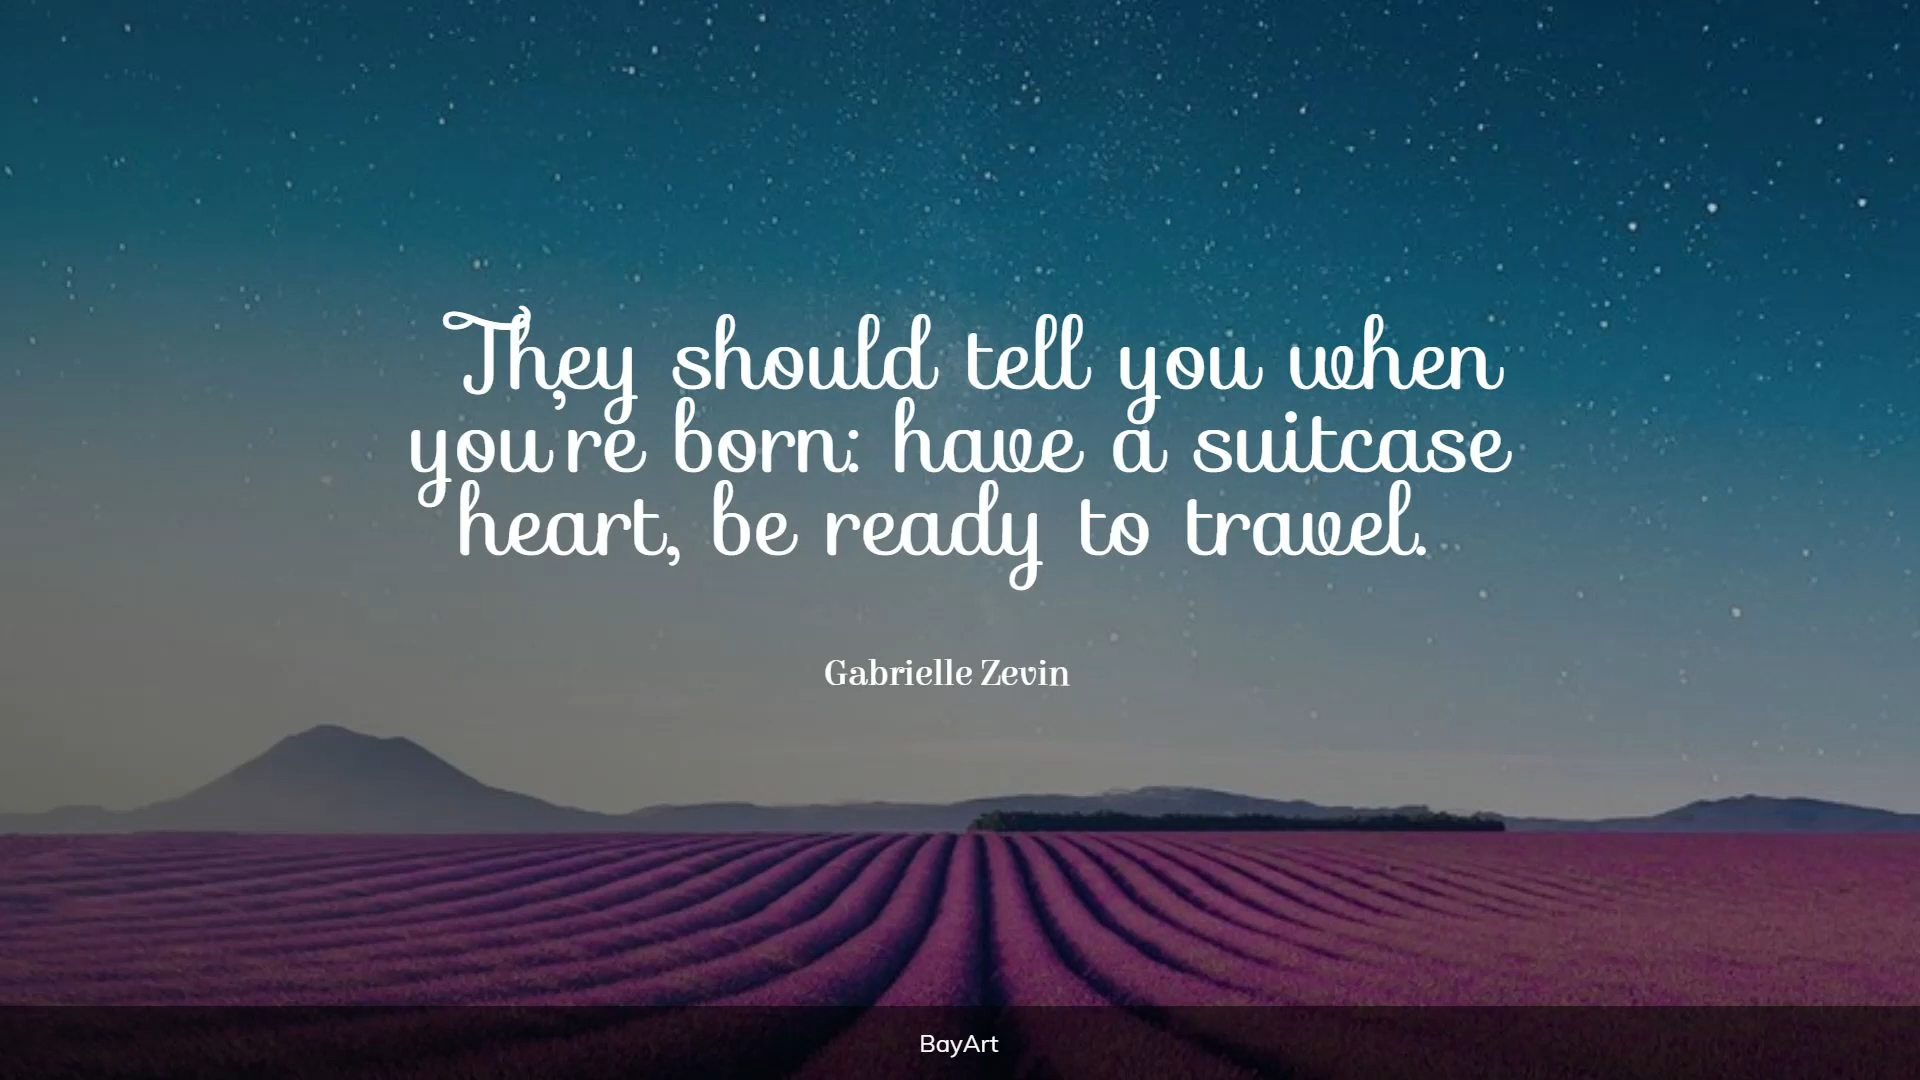 They should tell you when
you're born: have a suitcase
heart, be ready to travel.
Gabrielle Zevin
BayArt